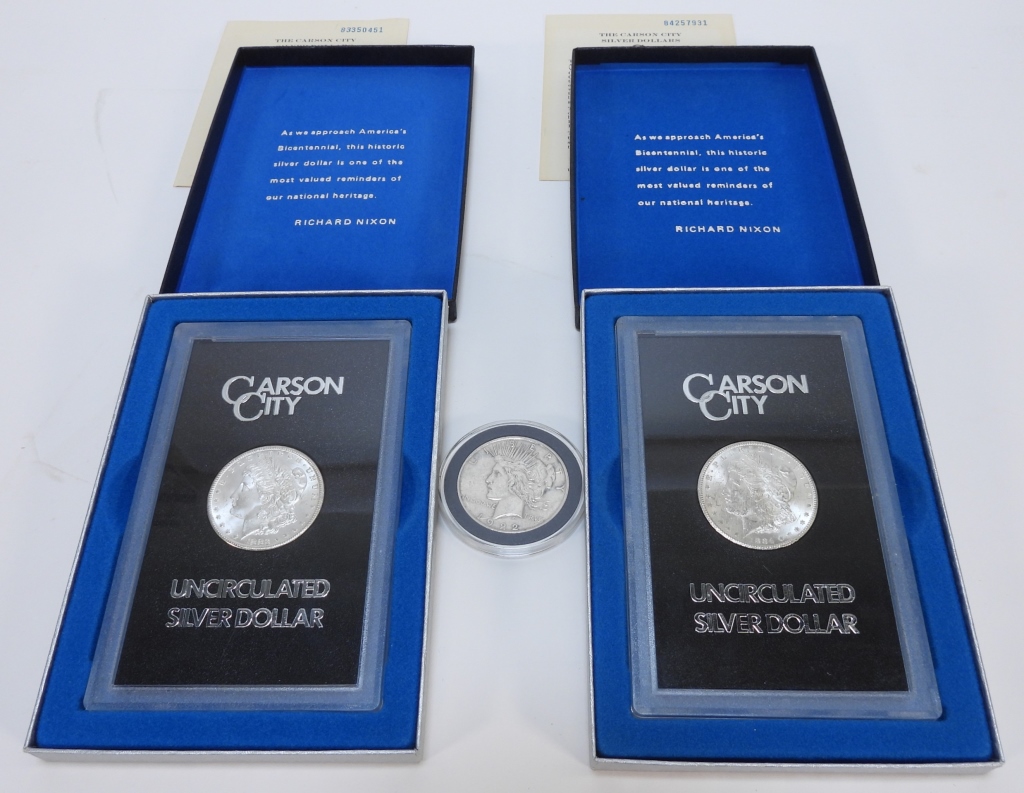 83350451
THE CARSON CITY
84257931
THE CARSON CITY
SILVER DOLLARS
As we approach America's
Bicentennial, this historic
silver dollar is one of the
most valued reminders of
our national heritage.
RICHARD NIXON
As we approach America's
Bicentennial, this historic
silver dollar is one of the
most valued reminders of
our national heritage.
RICHARD NIXON
CARSON
CITY
UNCIRCULATED
SILVER DOLLAR
CARSON
CITY
UNCIRCULATED
SILVER DOLLAR